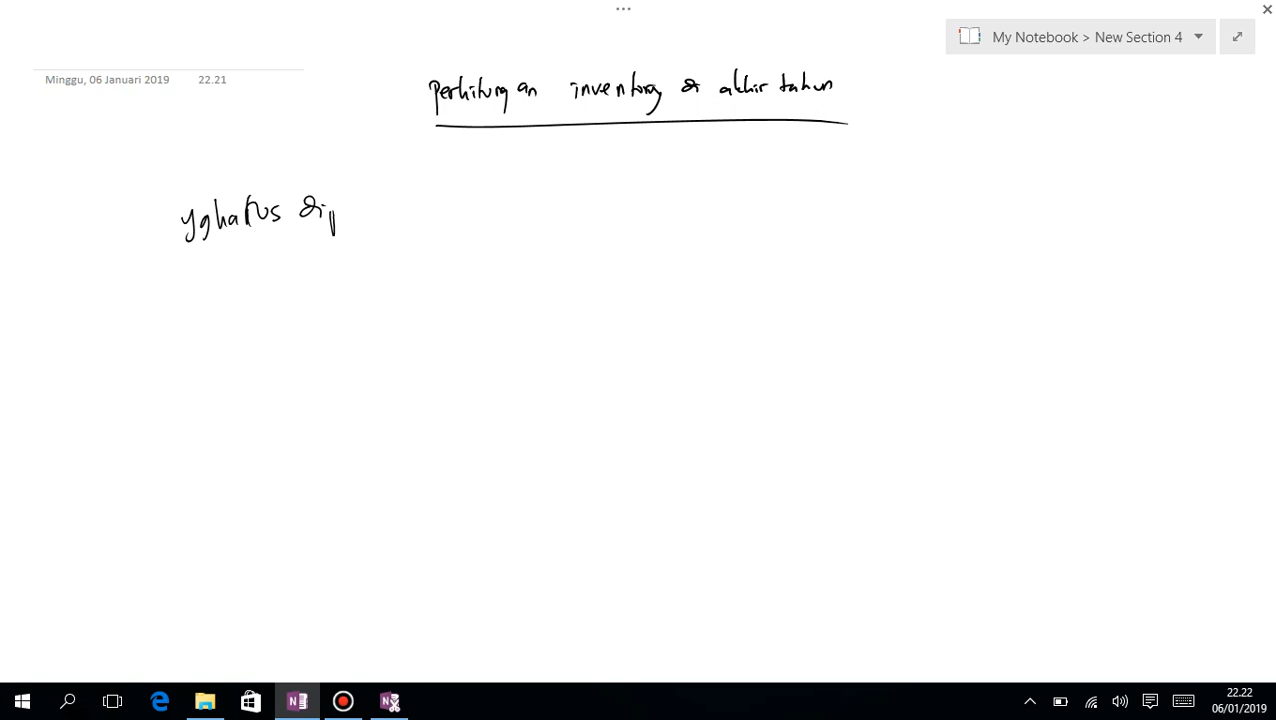 My Notebook > New Section 4
Minggu, 06 Januari 2019 22.21
perhitungan inventory di akhir tahun
yg harus dip
22.22
06/01/2019